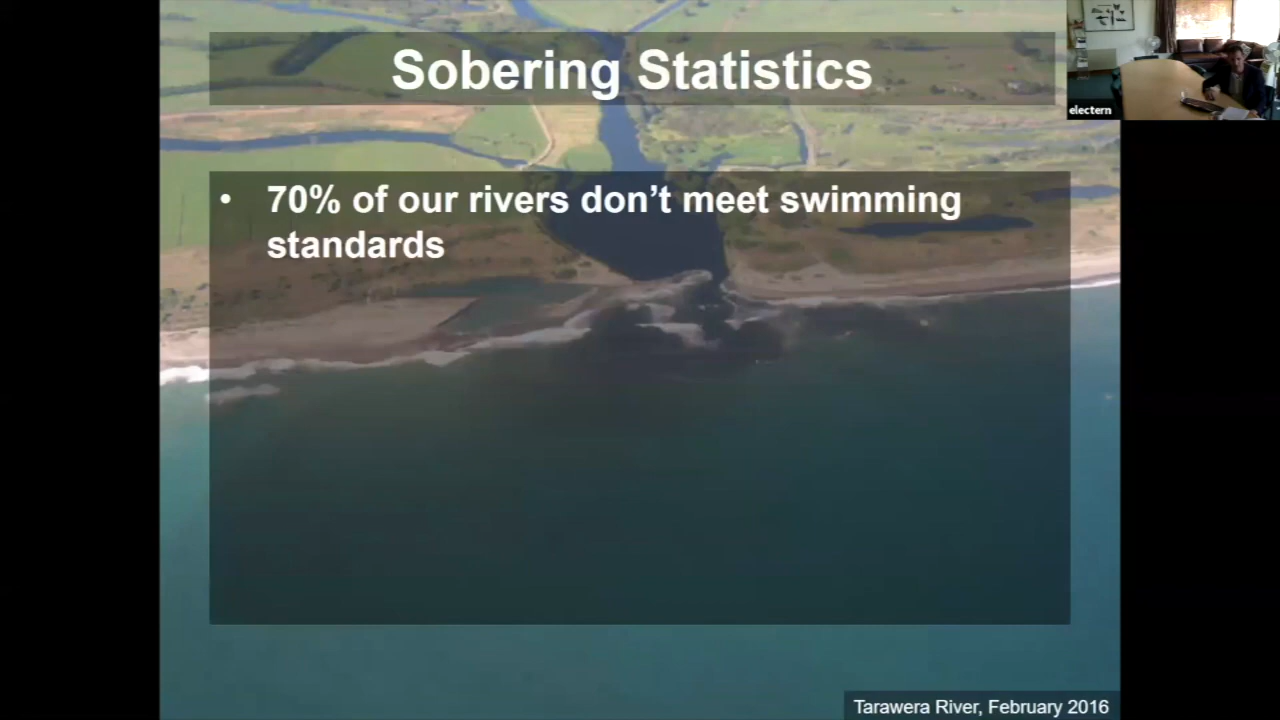 Sobering Statistics
electern
• 70% of our rivers don’t meet swimming
standards
Tarawera River, February 2016